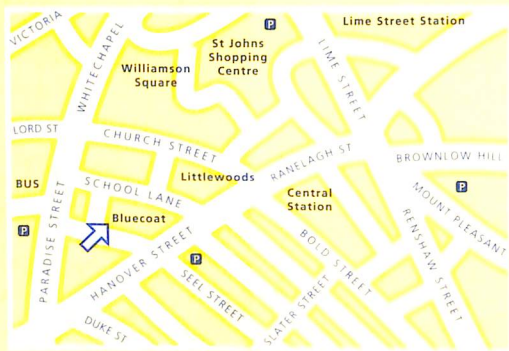 VICTORIA
WHITECHAPEL
P
Lime Street Station
St Johns
Shopping
Centre
LIME STREET
Williamson
Square
LORD ST
CHURCH STREET
RANELAGH ST
BROWNLOW HILL
BUS
SCHOOL LANE
Littlewoods
Central
Station
P
MOUNT PLEASANT
Bluecoat
P
PARADISE STREET
HANOVER STREET
P
SEEL STREET
BOLD STREET
RENSHAW STREET
SLATER STREET
DUKE ST